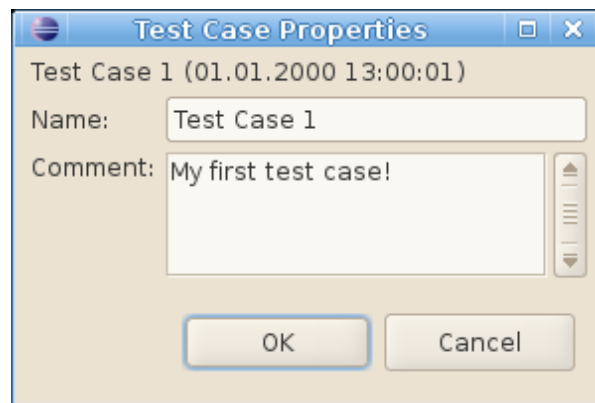 Test Case Properties
Test Case 1 (01.01.2000 13:00:01)
Name: Test Case 1
Comment: My first test case!
OK Cancel